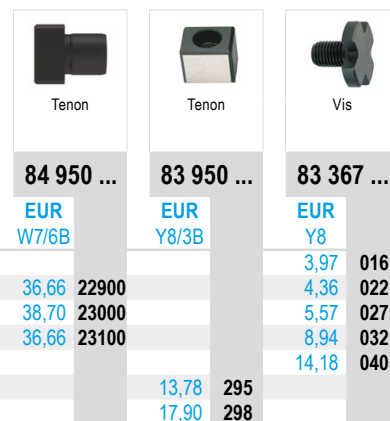 Tenon Tenon Vis
84 950 ... 83 950 ... 83 367 ...
EUR EUR EUR
W7/6B Y8/3B Y8
3,97 016
36,66 22900 4,36 022
38,70 23000 5,57 027
36,66 23100 8,94 032
14,18 040
13,78 295
17,90 298